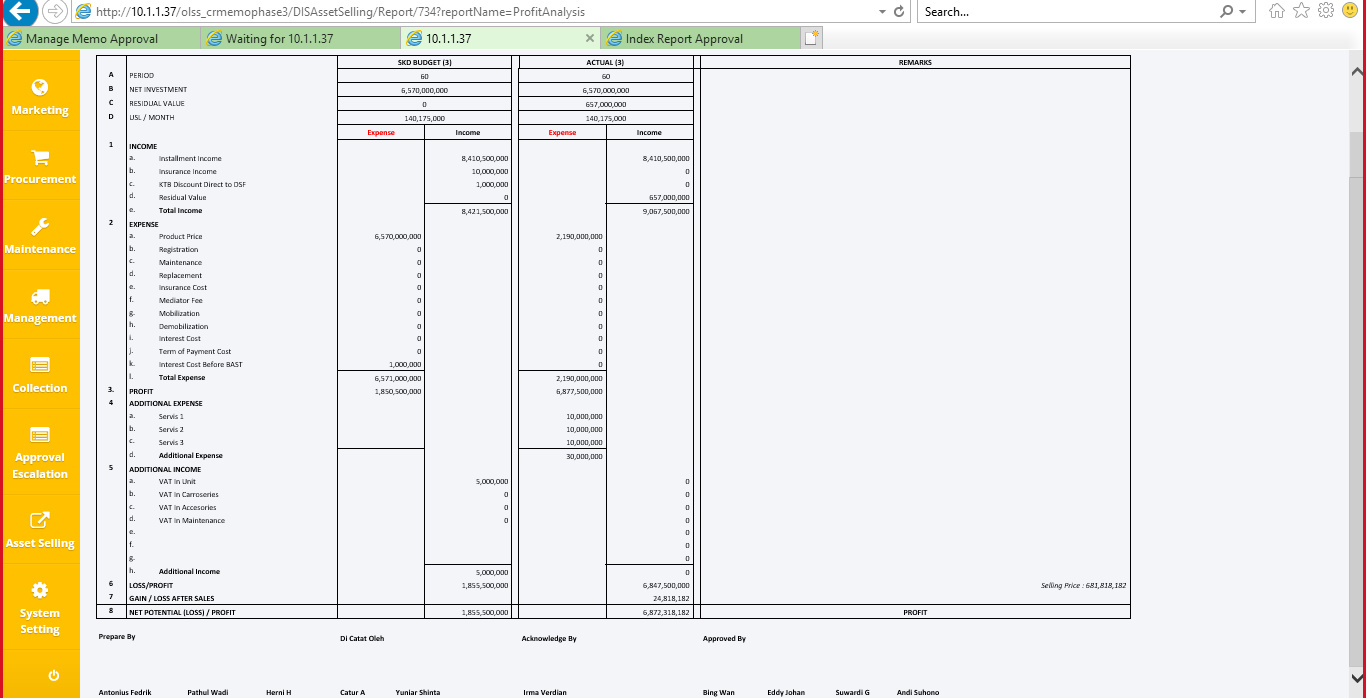 http://10.1.1.37/olss_crmemophase3/DISAssetSelling/Report/734?reportName=ProfitAnalysis Search...
Manage Memo Approval Waiting for 10.1.1.37 10.1.1.37 Index Report Approval
Marketing
Procurement
Maintenance
Management
Collection
Approval
Escalation
Asset Selling
System
Setting
SKD BUDGET (3) ACTUAL (3) REMARKS
A PERIOD 60 60
B NET INVESTMENT 6,570,000,000 6,570,000,000
C RESIDUAL VALUE 0 657,000,000
D USL / MONTH 140,175,000 140,175,000
Expense Income Expense Income
1 INCOME
a. Installment Income 8,410,500,000 8,410,500,000
b. Insurance Income 10,000,000 0
c. KTB Discount Direct to DSF 1,000,000 0
d. Residual Value 0 657,000,000
e. Total Income 8,421,500,000 9,067,500,000
2 EXPENSE
a. Product Price 6,570,000,000 2,190,000,000
b. Registration 0 0
c. Maintenance 0 0
d. Replacement 0 0
e. Insurance Cost 0 0
f. Mediator Fee 0 0
g. Mobilization 0 0
h. Demobilization 0 0
i. Interest Cost 0 0
j. Term of Payment Cost 0 0
k. Interest Cost Before BAST 1,000,000 0
l. Total Expense 6,571,000,000 2,190,000,000
3. PROFIT 1,850,500,000 6,877,500,000
4 ADDITIONAL EXPENSE
a. Servis 1 10,000,000
b. Servis 2 10,000,000
c. Servis 3 10,000,000
d. Additional Expense 30,000,000
5 ADDITIONAL INCOME
a. VAT In Unit 5,000,000 0
b. VAT In Carroseries 0 0
c. VAT In Accesories 0 0
d. VAT In Maintenance 0 0
e. 0
f. 0
g. 0
h. Additional Income 5,000,000 0
6 LOSS/PROFIT 1,855,500,000 6,847,500,000 Selling Price : 681,818,182
7 GAIN / LOSS AFTER SALES 24,818,182
8 NET POTENTIAL (LOSS) / PROFIT 1,855,500,000 6,872,318,182 PROFIT
Prepare By Di Catat Oleh Acknowledge By Approved By
Antonius Fedrik Pathul Wadi Herni H Catur A Yuniar Shinta Irma Verdian Bing Wan Eddy Johan Suwardi G Andi Suhono